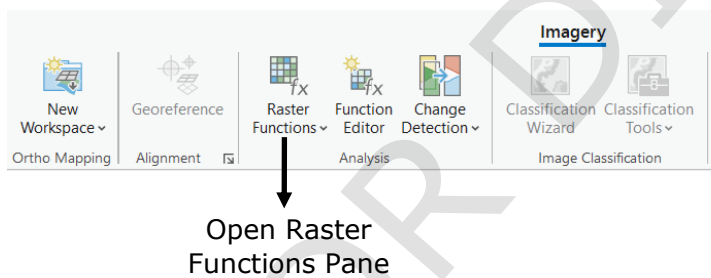 Imagery
New
Workspace
Georeference
Raster
Functions
Function
Editor
Change
Detection
Classification
Wizard
Classification
Tools
Ortho Mapping
Alignment
Analysis
Image Classification
Open Raster
Functions Pane